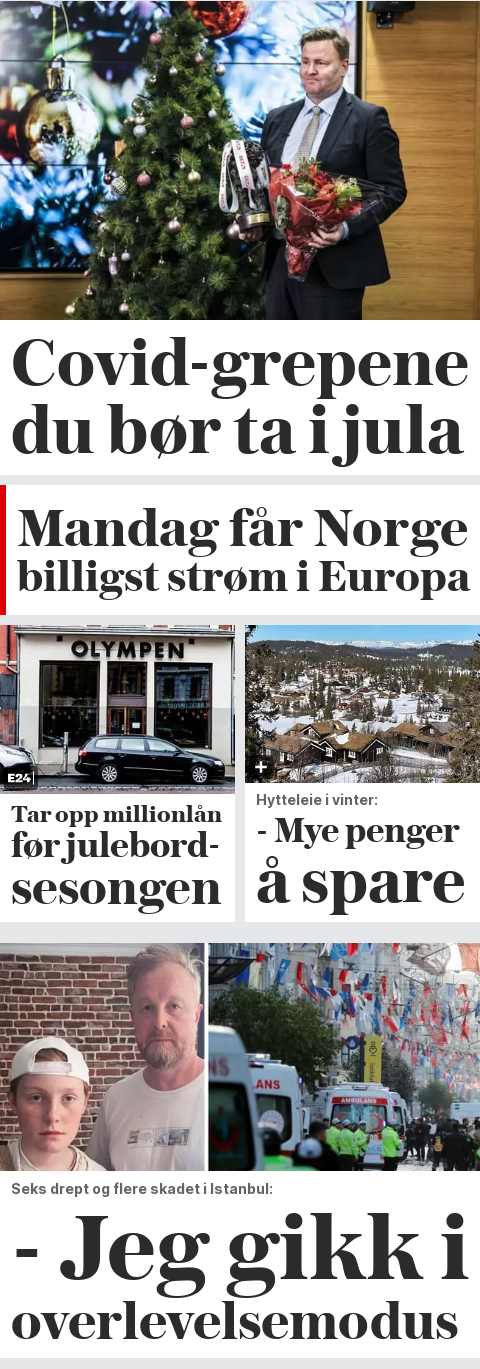 Covid-grepene
du bør ta i jula
Mandag får Norge
billigst strøm i Europa
OLYMPEN
E24
Tar opp millionlån
før julebord-
sesongen
+
Hytteleie i vinter:
- Mye penger
å spare
AMBULANS
Seks drept og flere skadet i Istanbul:
- Jeg gikk i
overlevelsemodus